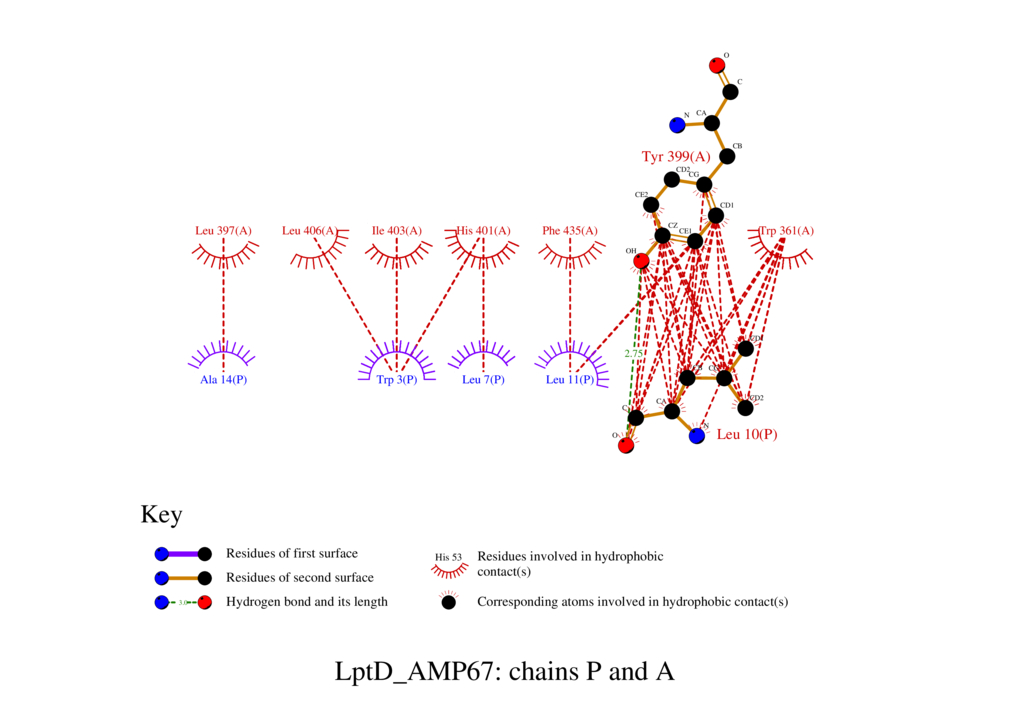 O
C
N
CA
CB
Tyr 399(A)
CD2
CG
CE2
CD1
CZ
CE1
OH
Leu 397(A)
Leu 406(A)
Ile 403(A)
His 401(A)
Phe 435(A)
Trp 361(A)
2.75
Ala 14(P)
Trp 3(P)
Leu 7(P)
Leu 11(P)
CD2
CA
C
N
O
Leu 10(P)
Key
Residues of first surface
Residues of second surface
3.0
Hydrogen bond and its length
His 53
Residues involved in hydrophobic
contact(s)
Corresponding atoms involved in hydrophobic contact(s)
LptD_AMP67: chains P and A